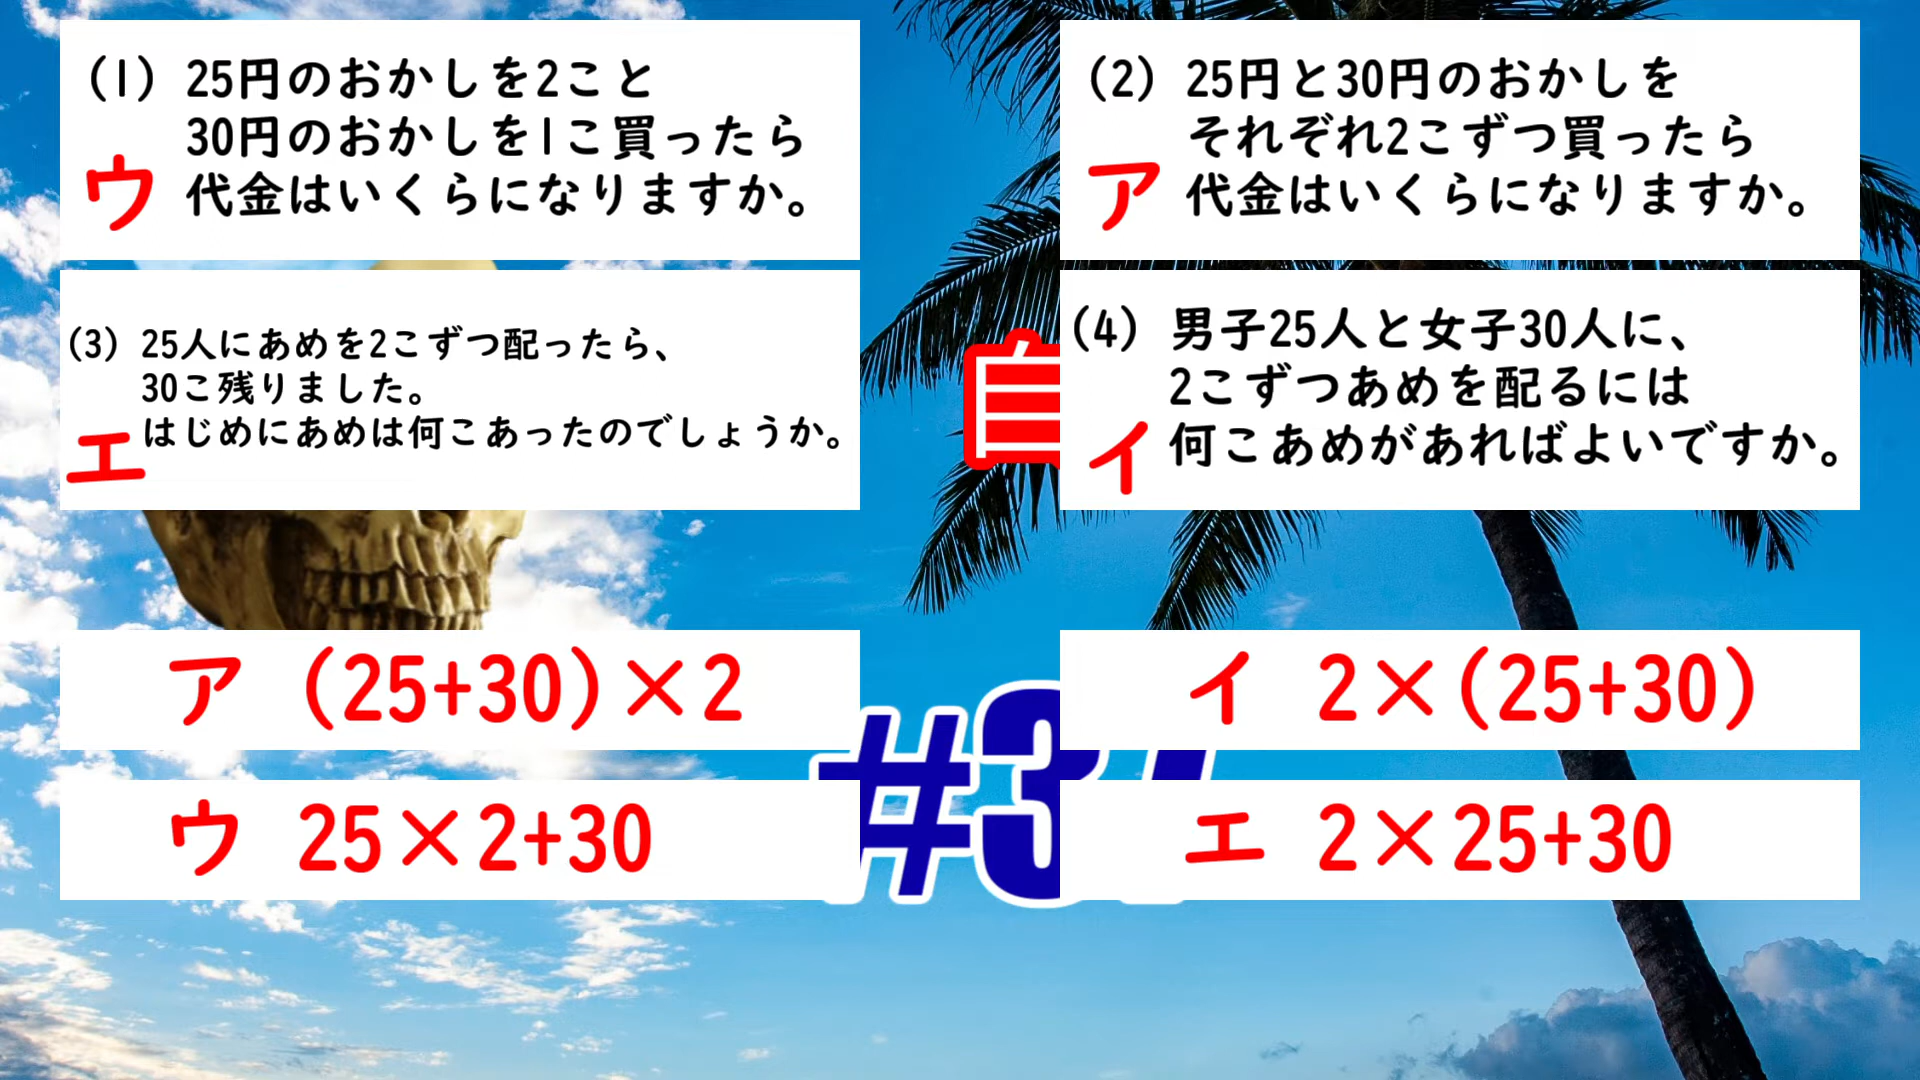 (1) 25円のおかしを2こと
30円のおかしを1こ買ったら
ウ 代金はいくらになりますか。
(2) 25円と30円のおかしを
それぞれ2こずつ買ったら
ア 代金はいくらになりますか。
(3) 25人にあめを2こずつ配ったら、
30こ残りました。
エ はじめにあめは何こあったのでしょうか。
(4) 男子25人と女子30人に、
2こずつあめを配るには
イ 何こあめがあればよいですか。
ア (25+30)×2
イ 2×(25+30)
ウ 25×2+30
エ 2×25+30